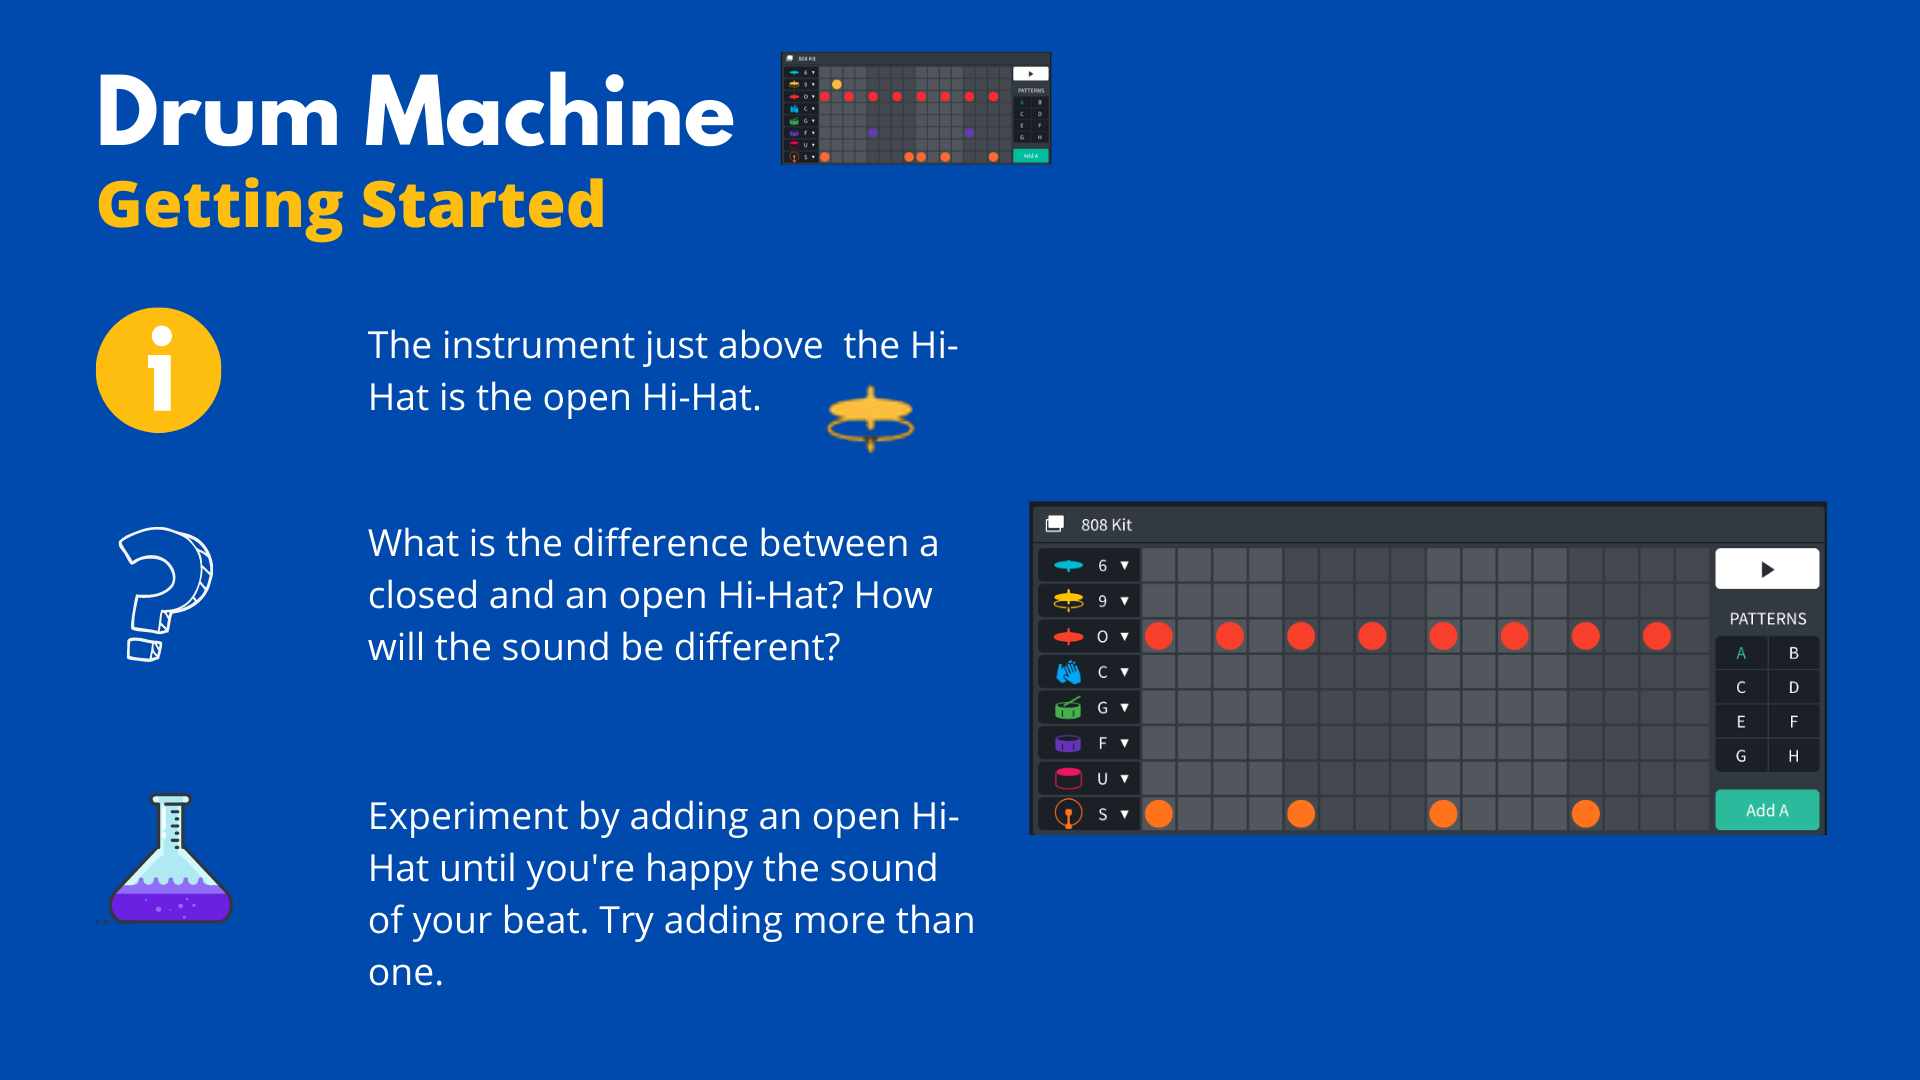 Drum Machine
Getting Started
808 Kit
6 ▼
9 ▼
O ▼
C ▼
G ▼
F ▼
U ▼
S ▼
PATTERNS
A B
C D
E F
G H
Add A
The instrument just above  the Hi-
Hat is the open Hi-Hat.
What is the difference between a
closed and an open Hi-Hat? How
will the sound be different?
Experiment by adding an open Hi-
Hat until you're happy the sound
of your beat. Try adding more than
one.
808 Kit
6 ▼
9 ▼
O ▼
C ▼
G ▼
F ▼
U ▼
S ▼
PATTERNS
A B
C D
E F
G H
Add A